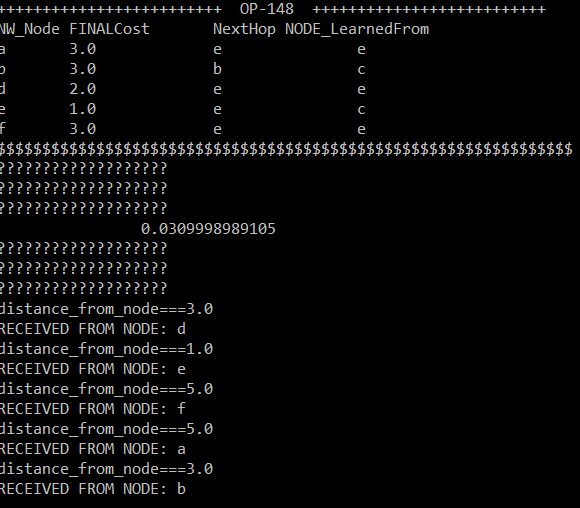 ++++++++++++++++++++++++++ OP-148 ++++++++++++++++++++++++++
NW_Node FINALCost NextHop NODE_LearnedFrom
a 3.0 e e
b 3.0 b c
d 2.0 e e
e 1.0 e c
f 3.0 e e
$$$$$$$$$$$$$$$$$$$$$$$$$$$$$$$$$$$$$$$$$$$$$$$$$$$$$$$$$$$$$$$$
???????????????????
???????????????????
???????????????????
0.0309998989105
???????????????????
???????????????????
???????????????????
distance_from_node===3.0
RECEIVED FROM NODE: d
distance_from_node===1.0
RECEIVED FROM NODE: e
distance_from_node===5.0
RECEIVED FROM NODE: f
distance_from_node===5.0
RECEIVED FROM NODE: a
distance_from_node===3.0
RECEIVED FROM NODE: b